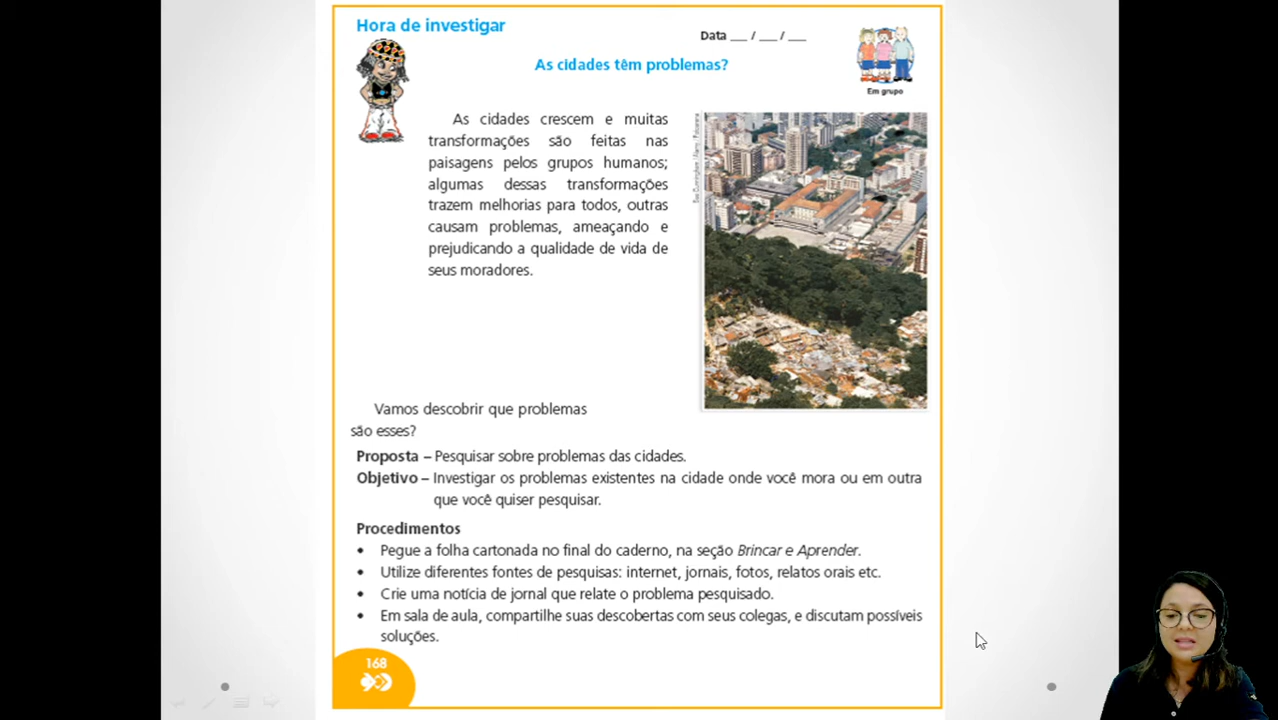 Hora de investigar
Data ___ / ___ / ___
As cidades têm problemas?
Em grupo
As cidades crescem e muitas
transformações são feitas nas
paisagens pelos grupos humanos;
algumas dessas transformações
trazem melhorias para todos, outras
causam problemas, ameaçando e
prejudicando a qualidade de vida de
seus moradores.
Vamos descobrir que problemas
são esses?
Proposta – Pesquisar sobre problemas das cidades.
Objetivo – Investigar os problemas existentes na cidade onde você mora ou em outra
que você quiser pesquisar.
Procedimentos
• Pegue a folha cartonada no final do caderno, na seção Brincar e Aprender.
• Utilize diferentes fontes de pesquisas: internet, jornais, fotos, relatos orais etc.
• Crie uma notícia de jornal que relate o problema pesquisado.
• Em sala de aula, compartilhe suas descobertas com seus colegas, e discutam possíveis
soluções.
168